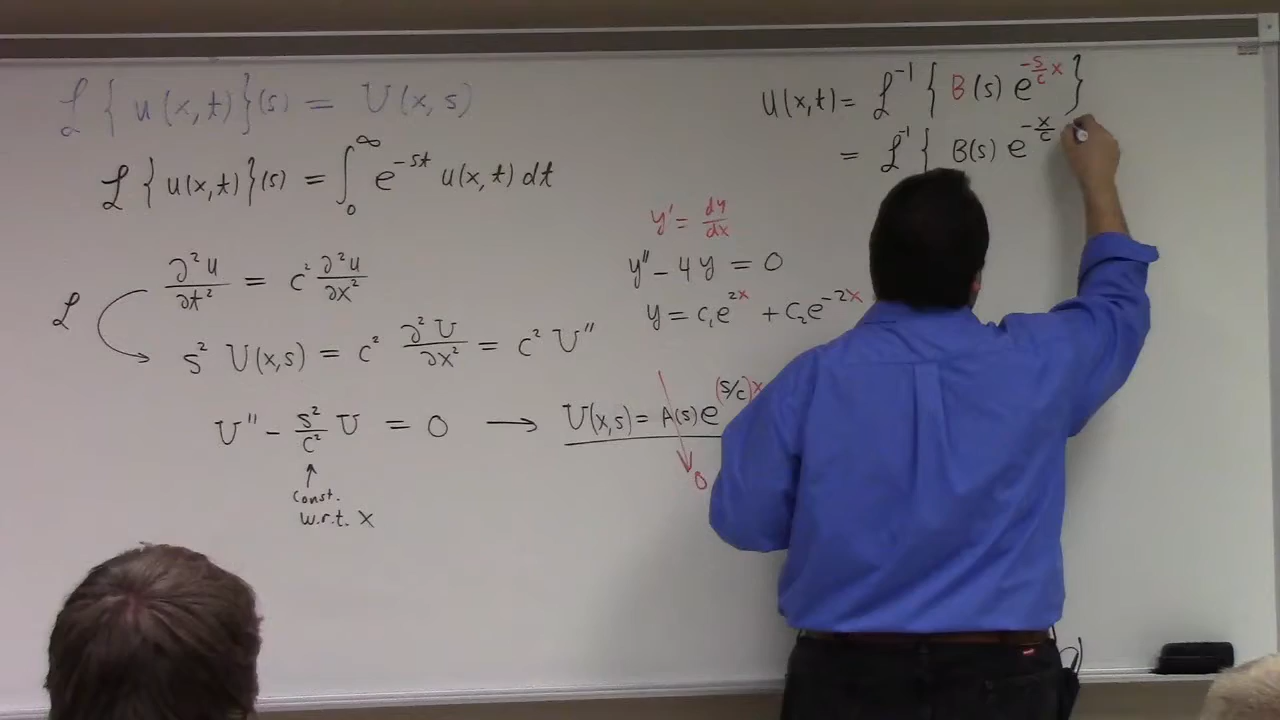 ℒ{u(x,t)}(s) = U(x,s)
ℒ{u(x,t)}(s) = ∫₀^∞ e^{-st} u(x,t) dt
∂²u/∂t² = c² ∂²u/∂x²
ℒ
s² U(x,s) = c² ∂²U/∂x² = c² U''
U'' - s²/c² U = 0 → U(x,s) = A(s)e^{(s/c)x}
0
↑
const.
w.r.t. x
y' = dy/dx
y'' - 4y = 0
y = c₁e^{2x} + c₂e^{-2x}
u(x,t) = ℒ⁻¹{B(s) e^{-s/c x}}
= ℒ⁻¹{B(s) e^{-x/c}